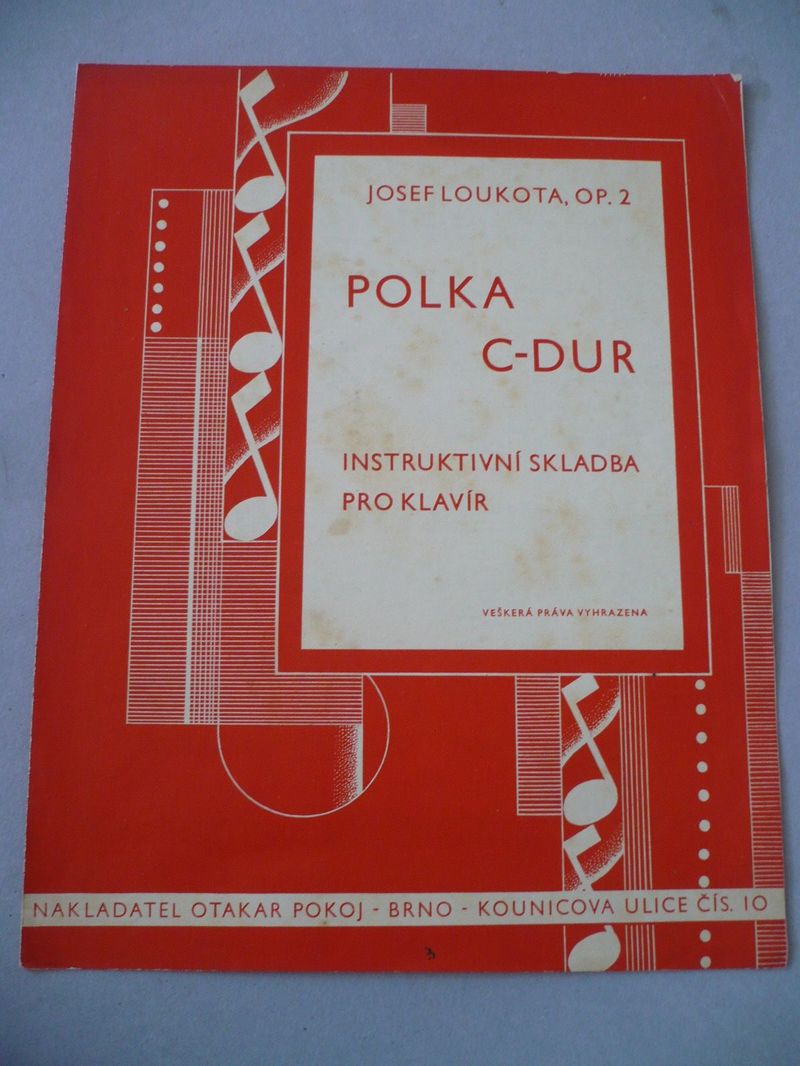 JOSEF LOUKOTA, OP. 2
POLKA
C-DUR
INSTRUKTIVNÍ SKLADBA
PRO KLAVÍR
VEŠKERÁ PRÁVA VYHRAZENA
NAKLADATEL OTAKAR POKOJ - BRNO - KOUNICOVA ULICE ČÍS. 10